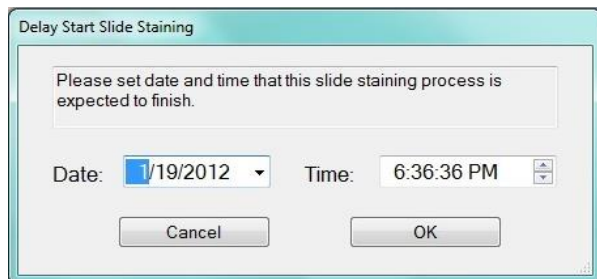 Delay Start Slide Staining
Please set date and time that this slide staining process is
expected to finish.
Date: 1/19/2012 Time: 6:36:36 PM
Cancel OK